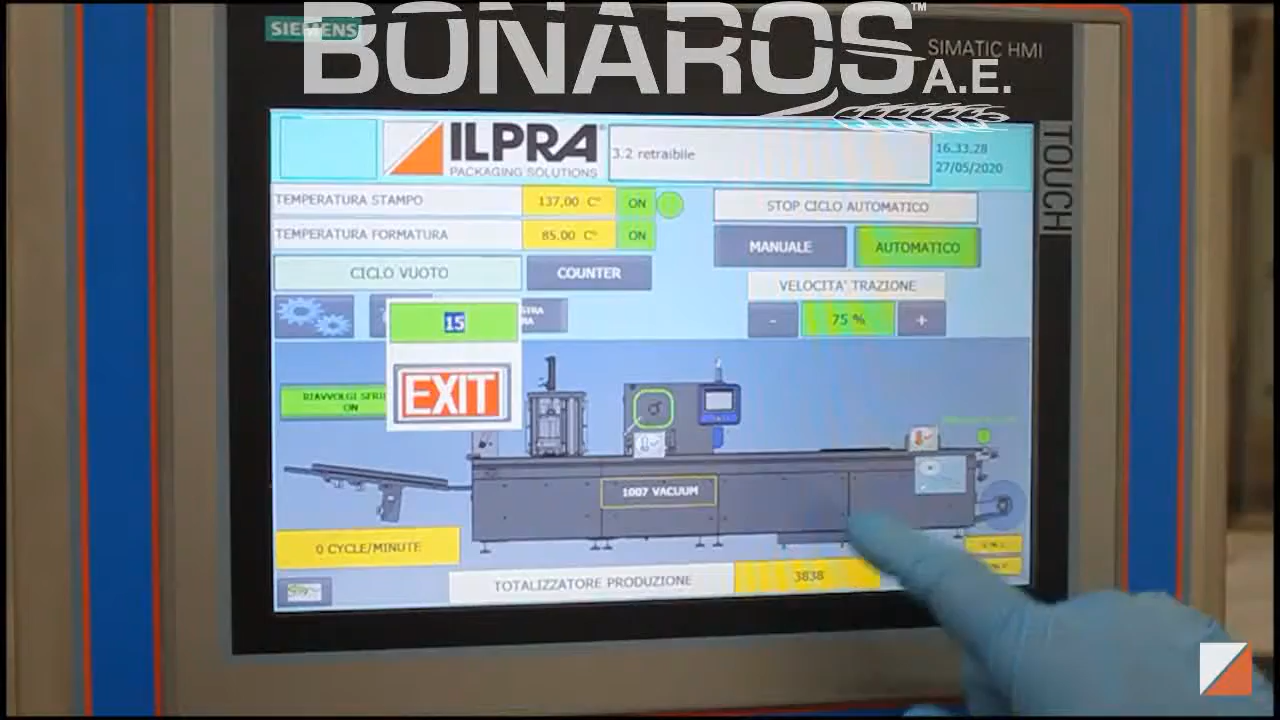 BONAROS™
A.E.
SIEMENS
SIMATIC HMI
TOUCH
ILPRA
PACKAGING SOLUTIONS
3.2 retraibile
16.33.28
27/05/2020
TEMPERATURA STAMPO 137,00 C° ON
TEMPERATURA FORMATURA 85.00 C° ON
STOP CICLO AUTOMATICO
MANUALE AUTOMATICO
CICLO VUOTO COUNTER
VELOCITA' TRAZIONE
- 75 % +
15
EXIT
RIAVVOLGI
ON
1007 VACUUM
0 CYCLE/MINUTE
TOTALIZZATORE PRODUZIONE 3838